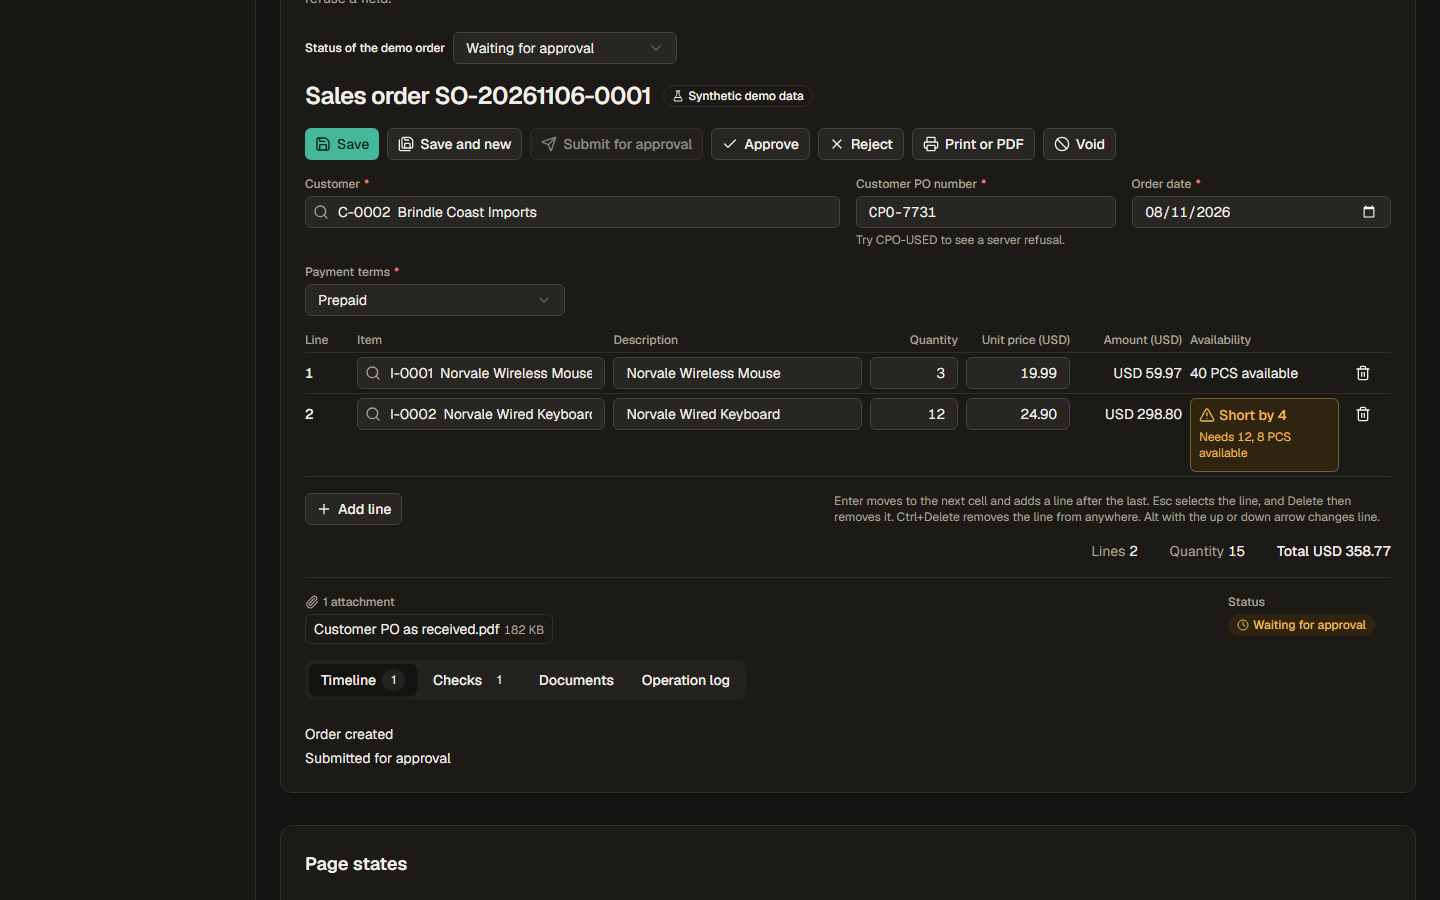 Status of the demo order
Waiting for approval
Sales order SO-20261106-0001
Synthetic demo data
Save
Save and new
Submit for approval
Approve
Reject
Print or PDF
Void
Customer *
Customer PO number *
Order date *
C-0002 Brindle Coast Imports
CPO-7731
08/11/2026
Try CPO-USED to see a server refusal.
Payment terms *
Prepaid
Line Item Description Quantity Unit price (USD) Amount (USD) Availability
1 I-0001 Norvale Wireless Mouse Norvale Wireless Mouse 3 19.99 USD 59.97 40 PCS available
2 I-0002 Norvale Wired Keyboard Norvale Wired Keyboard 12 24.90 USD 298.80 Short by 4
Needs 12, 8 PCS
available
Add line
Enter moves to the next cell and adds a line after the last. Esc selects the line, and Delete then
removes it. Ctrl+Delete removes the line from anywhere. Alt with the up or down arrow changes line.
Lines 2 Quantity 15 Total USD 358.77
1 attachment
Customer PO as received.pdf 182 KB
Status
Waiting for approval
Timeline 1
Checks 1
Documents
Operation log
Order created
Submitted for approval
Page states